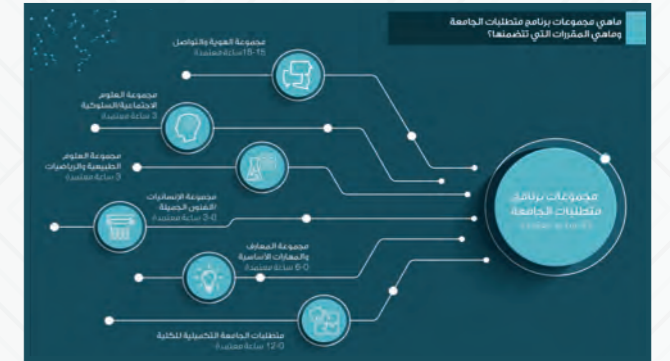 ماهي مجموعات برنامج متطلبات الجامعة
وماهي المقررات التي تتضمنها؟
مجموعة الهوية والتواصل
15-18 ساعة معتمدة
مجموعة العلوم
الاجتماعية/السلوكية
3 ساعة معتمدة
مجموعة العلوم
الطبيعية والرياضيات
3 ساعة معتمدة
مجموعة الإنسانيات
/الفنون الجميلة
0-3 ساعة معتمدة
مجموعة المعارف
والمهارات الأساسية
0-6 ساعة معتمدة
متطلبات الجامعة التكميلية للكلية
0-12 ساعة معتمدة
مجموعات برنامج
متطلبات الجامعة